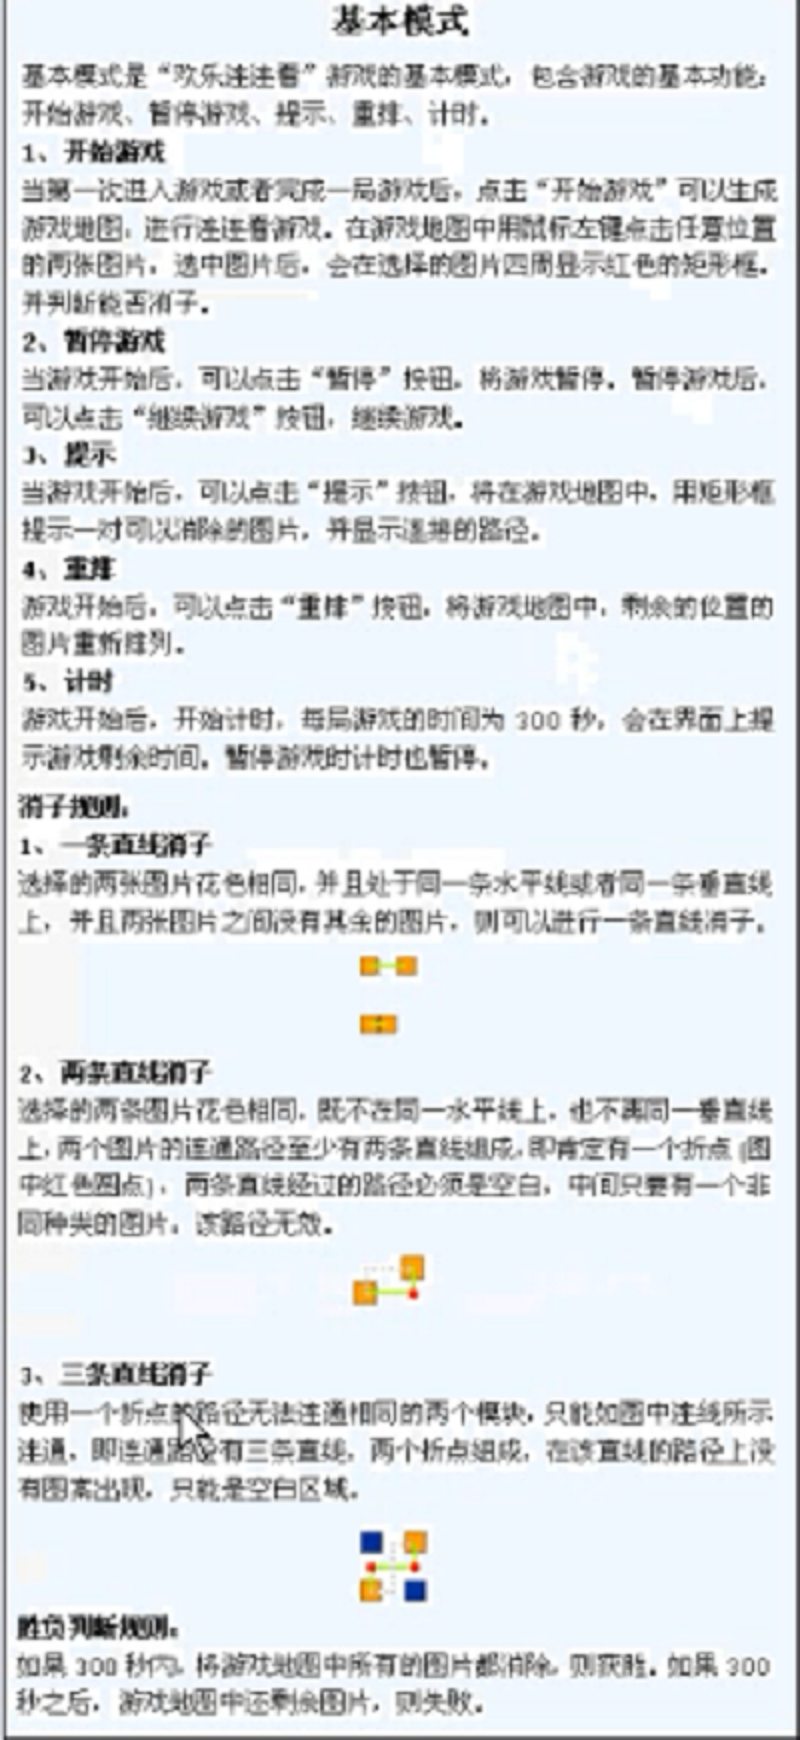 基本模式
基本模式是“欢乐连连看”游戏的基本模式，包含游戏的基本功能：
开始游戏、暂停游戏、提示、重排、计时。
1、开始游戏
当第一次进入游戏或者完成一局游戏后，点击“开始游戏”可以生成
游戏地图，进行连连看游戏。在游戏地图中用鼠标左键点击任意位置
的两张图片，选中图片后，会在选择的图片四周显示红色的矩形框。
并判断能否消子。
2、暂停游戏
当游戏开始后，可以点击“暂停”按钮，将游戏暂停。暂停游戏后，
可以点击“继续游戏”按钮，继续游戏。
3、提示
当游戏开始后，可以点击“提示”按钮，将在游戏地图中，用矩形框
提示一对可以消除的图片，并显示连接的路径。
4、重排
游戏开始后，可以点击“重排”按钮，将游戏地图中，剩余的位置的
图片重新排列。
5、计时
游戏开始后，开始计时，每局游戏的时间为 300 秒，会在界面上提
示游戏剩余时间。暂停游戏时计时也暂停。
消子规则：
1、一条直线消子
选择的两张图片花色相同，并且处于同一条水平线或者同一条垂直线
上，并且两张图片之间没有其余的图片，则可以进行一条直线消子。
2、两条直线消子
选择的两条图片花色相同，既不在同一水平线上，也不再同一垂直线
上，两个图片的连通路径至少有两条直线组成，即肯定有一个折点（图
中红色圆点），两条直线经过的路径必须是空白，中间只要有一个非
同种类的图片，该路径无效。
3、三条直线消子
使用一个折点的路径无法连通相同的两个模块，只能如图中连线所示
连通，即连通路径有三条直线，两个折点组成，在该直线的路径上没
有图案出现，只能是空白区域。
胜负判断规则：
如果 300 秒内，将游戏地图中所有的图片都消除，则获胜。如果 300
秒之后，游戏地图中还剩余图片，则失败。